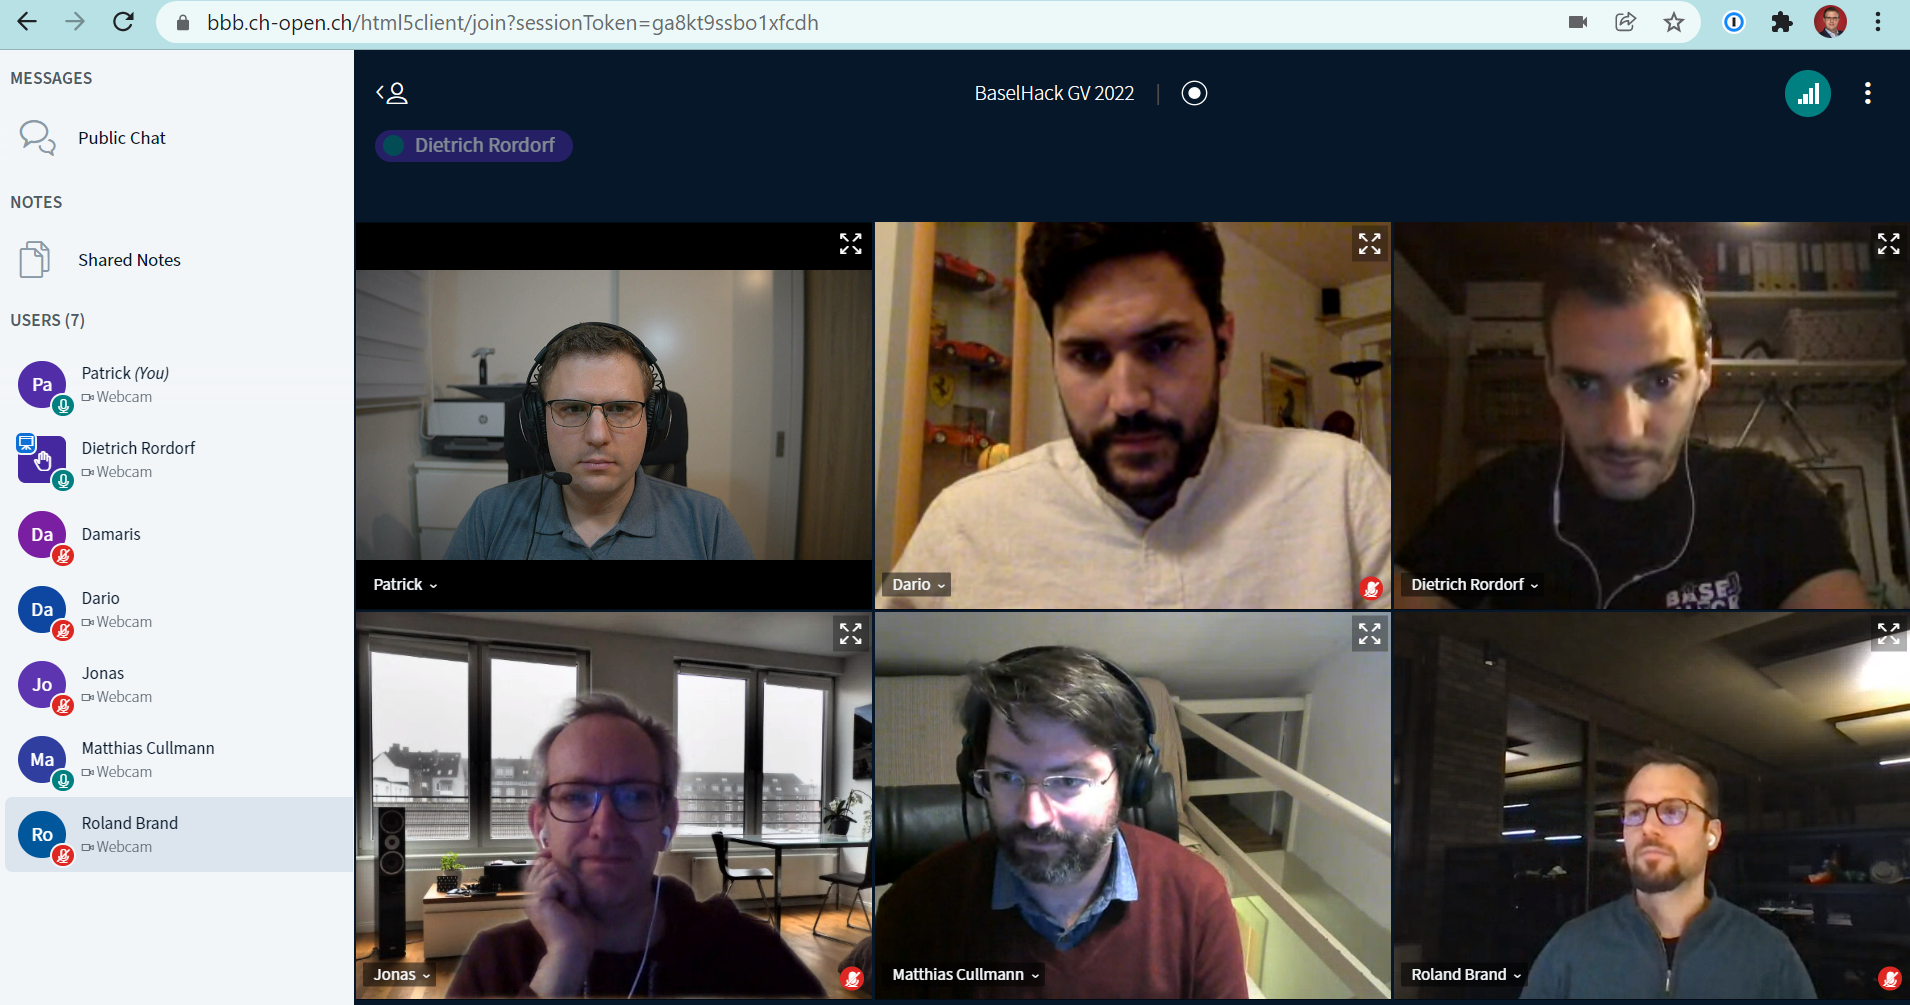 bbb.ch-open.ch/html5client/join?sessionToken=ga8kt9ssbo1xfcdh
MESSAGES
Public Chat
NOTES
Shared Notes
USERS (7)
Pa
Patrick (You)
Webcam
Dietrich Rordorf
Webcam
Da
Damaris
Da
Dario
Webcam
Jo
Jonas
Webcam
Ma
Matthias Cullmann
Webcam
Ro
Roland Brand
Webcam
BaselHack GV 2022
Dietrich Rordorf
Patrick
Dario
Dietrich Rordorf
Jonas
Matthias Cullmann
Roland Brand